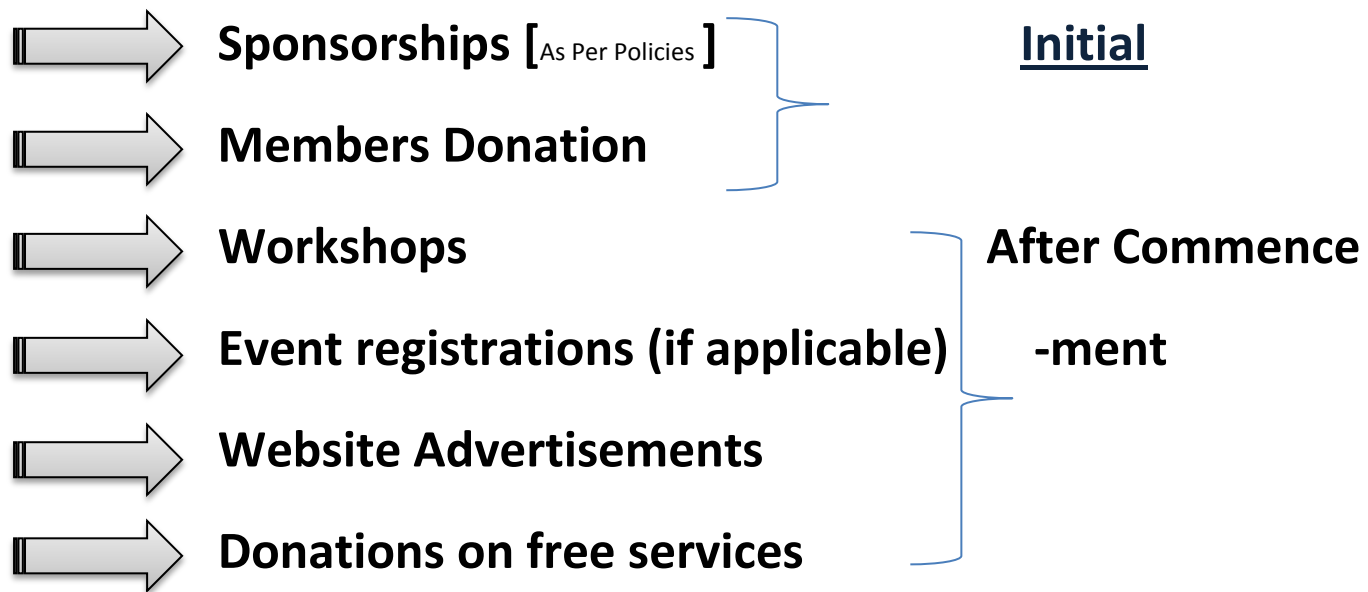 Sponsorships [As Per Policies ] Initial
Members Donation
Workshops After Commence
Event registrations (if applicable) -ment
Website Advertisements
Donations on free services